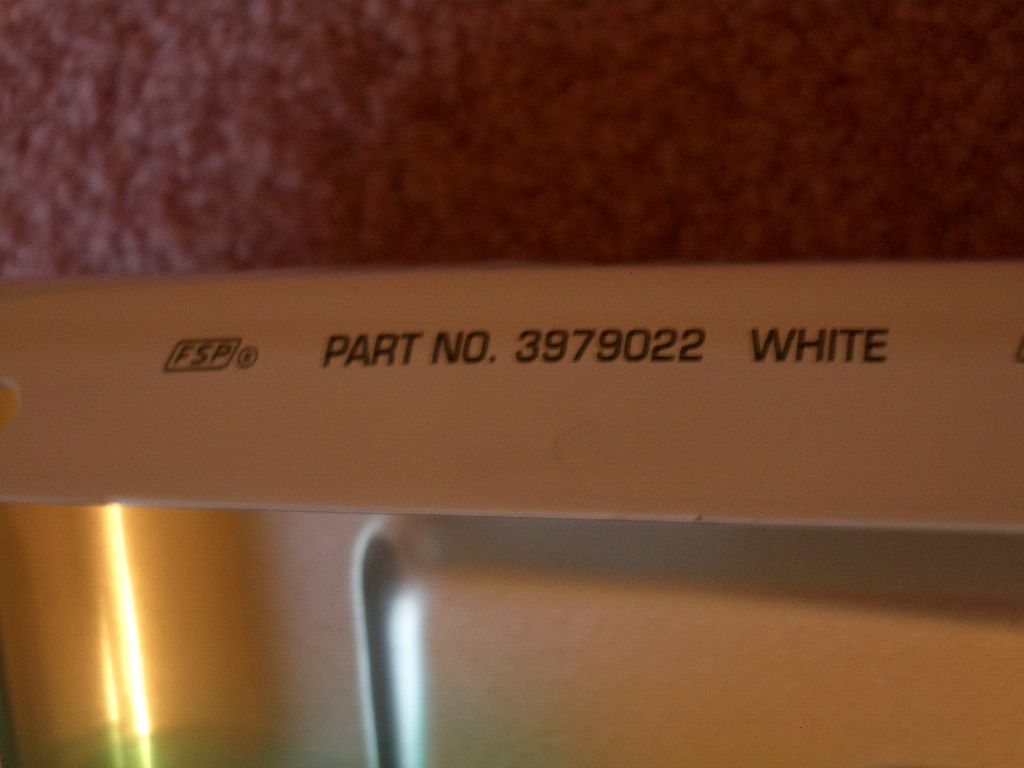 FSP® PART NO. 3979022 WHITE